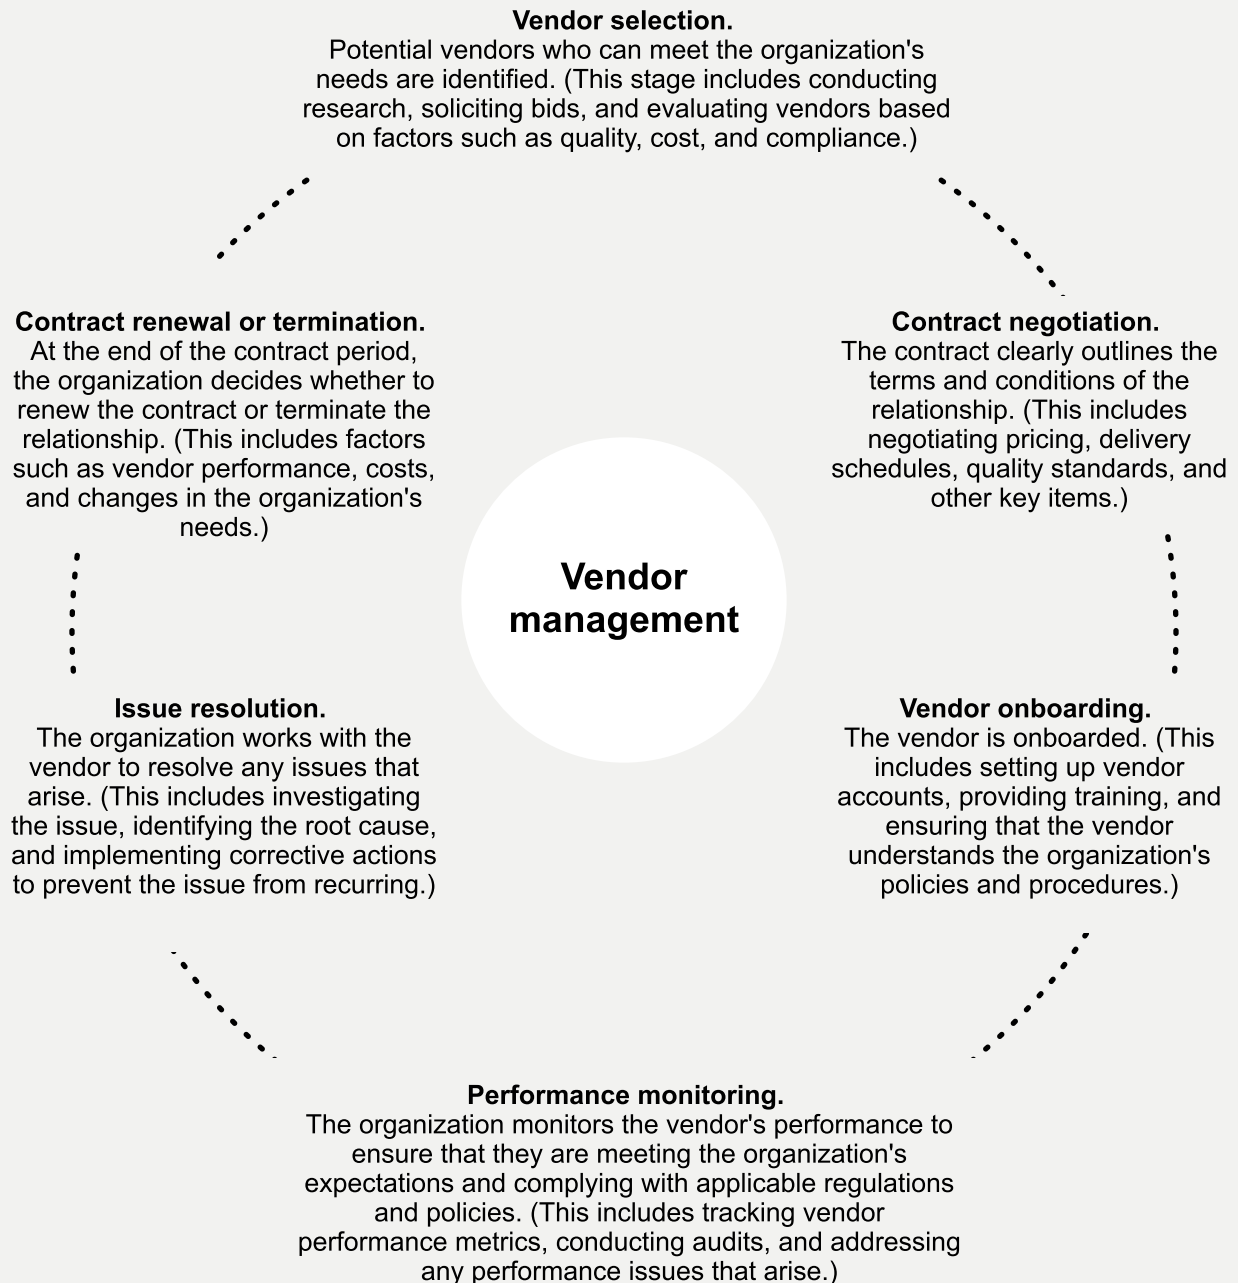 Vendor selection.
Potential vendors who can meet the organization's
needs are identified. (This stage includes conducting
research, soliciting bids, and evaluating vendors based
on factors such as quality, cost, and compliance.)
Contract negotiation.
The contract clearly outlines the
terms and conditions of the
relationship. (This includes
negotiating pricing, delivery
schedules, quality standards, and
other key items.)
Vendor onboarding.
The vendor is onboarded. (This
includes setting up vendor
accounts, providing training, and
ensuring that the vendor
understands the organization's
policies and procedures.)
Performance monitoring.
The organization monitors the vendor's performance to
ensure that they are meeting the organization's
expectations and complying with applicable regulations
and policies. (This includes tracking vendor
performance metrics, conducting audits, and addressing
any performance issues that arise.)
Issue resolution.
The organization works with the
vendor to resolve any issues that
arise. (This includes investigating
the issue, identifying the root cause,
and implementing corrective actions
to prevent the issue from recurring.)
Contract renewal or termination.
At the end of the contract period,
the organization decides whether to
renew the contract or terminate the
relationship. (This includes factors
such as vendor performance, costs,
and changes in the organization's
needs.)
Vendor
management